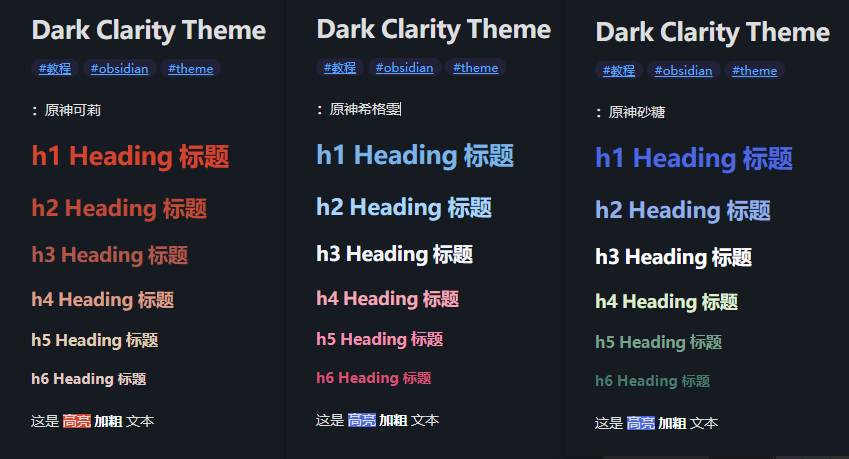 Dark Clarity Theme
#教程 #obsidian #theme
：原神可莉
h1 Heading 标题
h2 Heading 标题
h3 Heading 标题
h4 Heading 标题
h5 Heading 标题
h6 Heading 标题
这是 高亮 加粗 文本
Dark Clarity Theme
#教程 #obsidian #theme
：原神希格雯
h1 Heading 标题
h2 Heading 标题
h3 Heading 标题
h4 Heading 标题
h5 Heading 标题
h6 Heading 标题
这是 高亮 加粗 文本
Dark Clarity Theme
#教程 #obsidian #theme
：原神砂糖
h1 Heading 标题
h2 Heading 标题
h3 Heading 标题
h4 Heading 标题
h5 Heading 标题
h6 Heading 标题
这是 高亮 加粗 文本